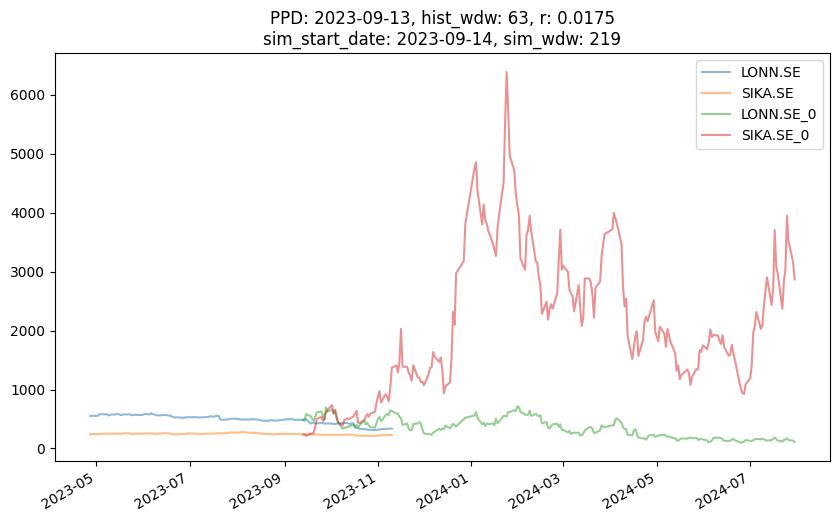 PPD: 2023-09-13, hist_wdw: 63, r: 0.0175
sim_start_date: 2023-09-14, sim_wdw: 219
LONN.SE
SIKA.SE
LONN.SE_0
SIKA.SE_0
6000
5000
4000
3000
2000
1000
0
2023-05
2023-07
2023-09
2023-11
2024-01
2024-03
2024-05
2024-07